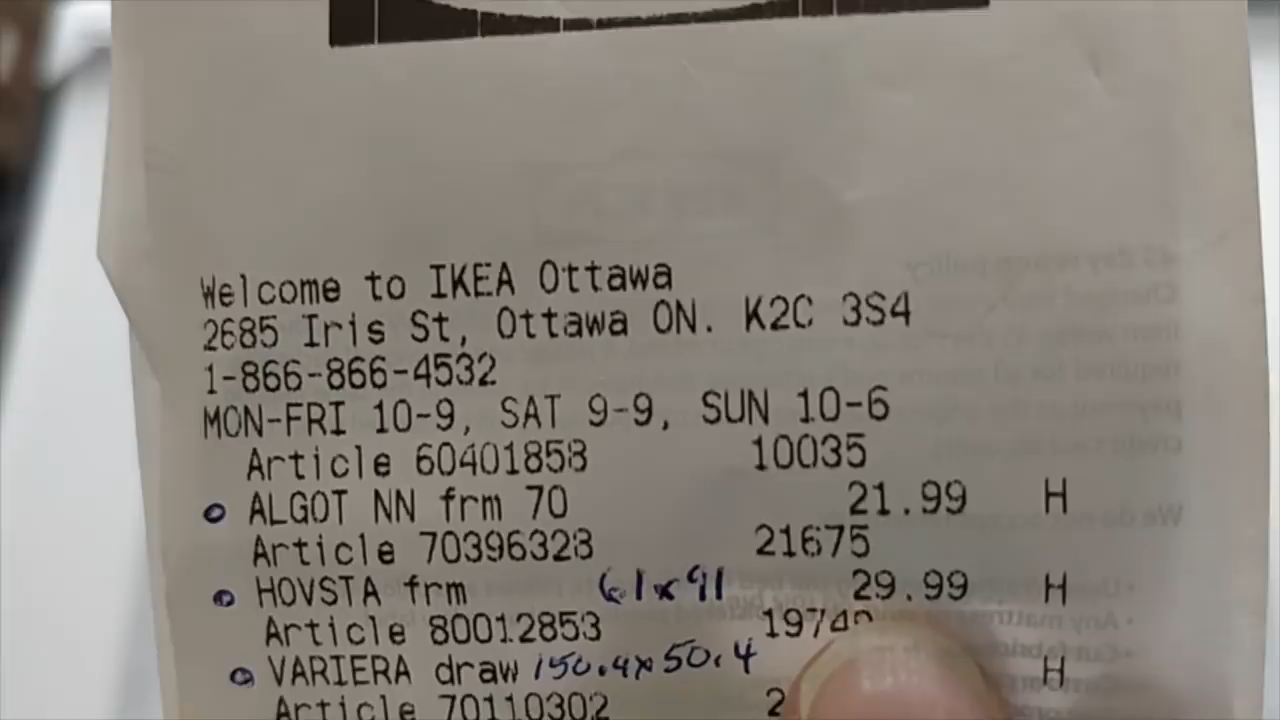 Welcome to IKEA Ottawa
2685 Iris St, Ottawa ON. K2C 3S4
1-866-866-4532
MON-FRI 10-9, SAT 9-9, SUN 10-6
Article 60401858 10035
ALGOT NN frm 70 21.99 H
Article 70396328 21675
HOVSTA frm 61x91 29.99 H
Article 80012853
VARIERA draw 150.4x50.4 H
Article 70110302